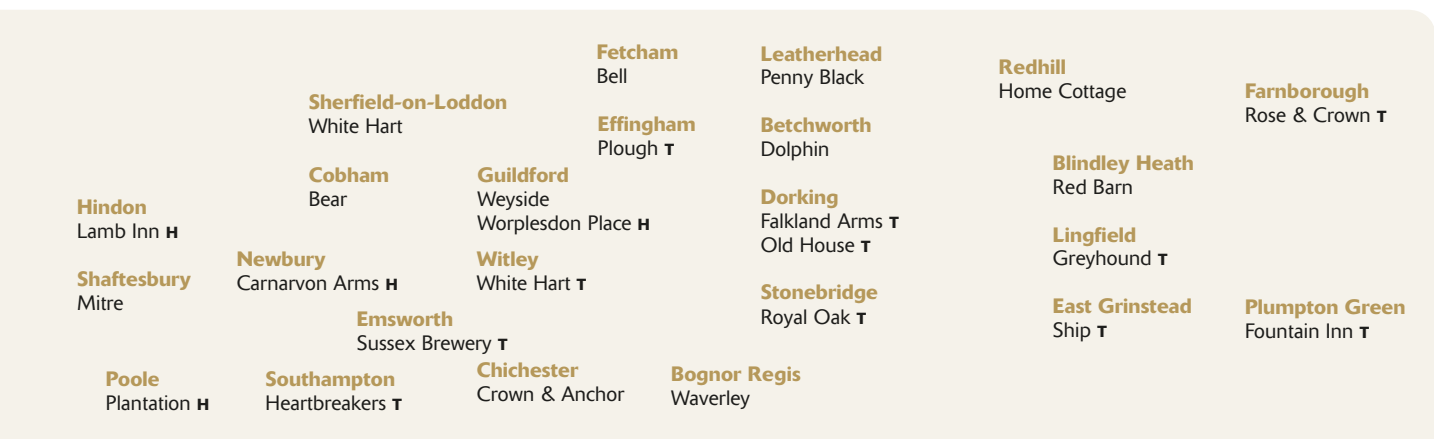 Fetcham
Bell
Leatherhead
Penny Black
Redhill
Home Cottage
Farnborough
Rose & Crown T
Sherfield-on-Loddon
White Hart
Effingham
Plough T
Betchworth
Dolphin
Blindley Heath
Red Barn
Cobham
Bear
Guildford
Weyside
Worplesdon Place H
Dorking
Falkland Arms T
Old House T
Hindon
Lamb Inn H
Lingfield
Greyhound T
Newbury
Carnarvon Arms H
Witley
White Hart T
Shaftesbury
Mitre
Stonebridge
Royal Oak T
East Grinstead
Ship T
Plumpton Green
Fountain Inn T
Emsworth
Sussex Brewery T
Poole
Plantation H
Southampton
Heartbreakers T
Chichester
Crown & Anchor
Bognor Regis
Waverley